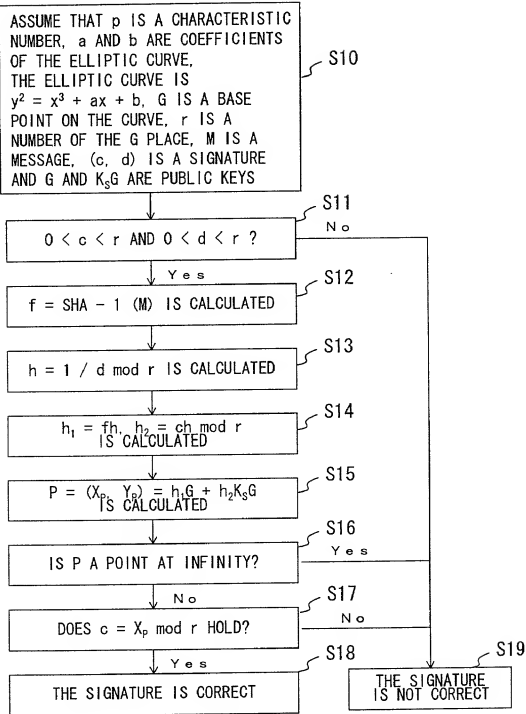 ASSUME THAT p IS A CHARACTERISTIC
NUMBER, a AND b ARE COEFFICIENTS
OF THE ELLIPTIC CURVE,
THE ELLIPTIC CURVE IS
y² = x³ + ax + b, G IS A BASE
POINT ON THE CURVE, r IS A
NUMBER OF THE G PLACE, M IS A
MESSAGE, (c, d) IS A SIGNATURE
AND G AND KₛG ARE PUBLIC KEYS
S10
S11
0 < c < r AND 0 < d < r ?
No
Yes
S12
f = SHA - 1 (M) IS CALCULATED
S13
h = 1 / d mod r IS CALCULATED
S14
h₁ = fh, h₂ = ch mod r
IS CALCULATED
S15
P = (Xₚ, Yₚ) = h₁G + h₂KₛG
IS CALCULATED
S16
IS P A POINT AT INFINITY?
Yes
No
S17
DOES c = Xₚ mod r HOLD?
No
Yes
S18
THE SIGNATURE IS CORRECT
S19
THE SIGNATURE
IS NOT CORRECT